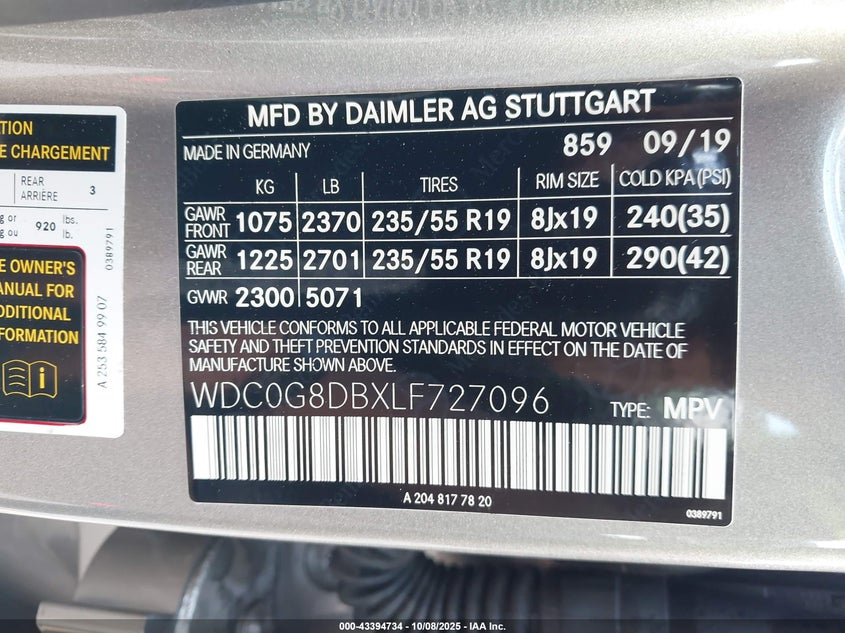 MFD BY DAIMLER AG STUTTGART
MADE IN GERMANY 859 09/19
KG LB TIRES RIM SIZE COLD KPA(PSI)
GAWR FRONT 1075 2370 235/55 R19 8Jx19 240(35)
GAWR REAR 1225 2701 235/55 R19 8Jx19 290(42)
GVWR 2300 5071
THIS VEHICLE CONFORMS TO ALL APPLICABLE FEDERAL MOTOR VEHICLE
SAFETY AND THEFT PREVENTION STANDARDS IN EFFECT ON THE DATE OF
MANUFACTURE SHOWN ABOVE.
WDC0G8DBXLF727096 TYPE: MPV
A 204 817 78 20
0389791
CHARGEMENT
REAR
ARRIÈRE 3
or 920 lbs.
ou lb.
OWNER'S
FOR
A 253 584 99 07
0389791
000-43394734 - 10/08/2025 - IAA Inc.